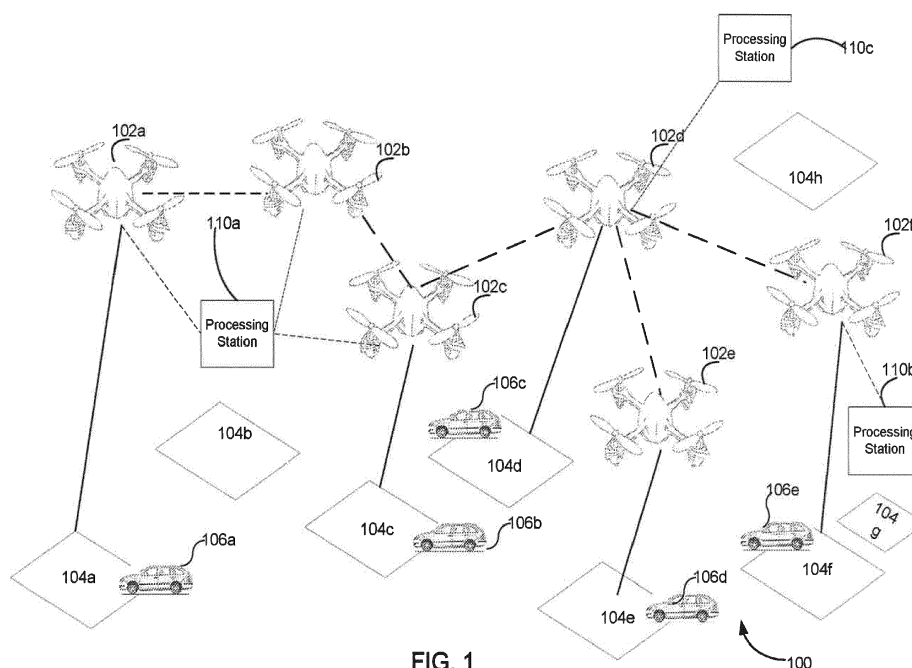 Processing
Station
110c
102a
102b
102d
104h
110a
102f
Processing
Station
102c
102e
110b
106c
104b
Processing
Station
104d
106e
104
g
106a
104c
106b
104a
106d
104f
104e
100
FIG. 1